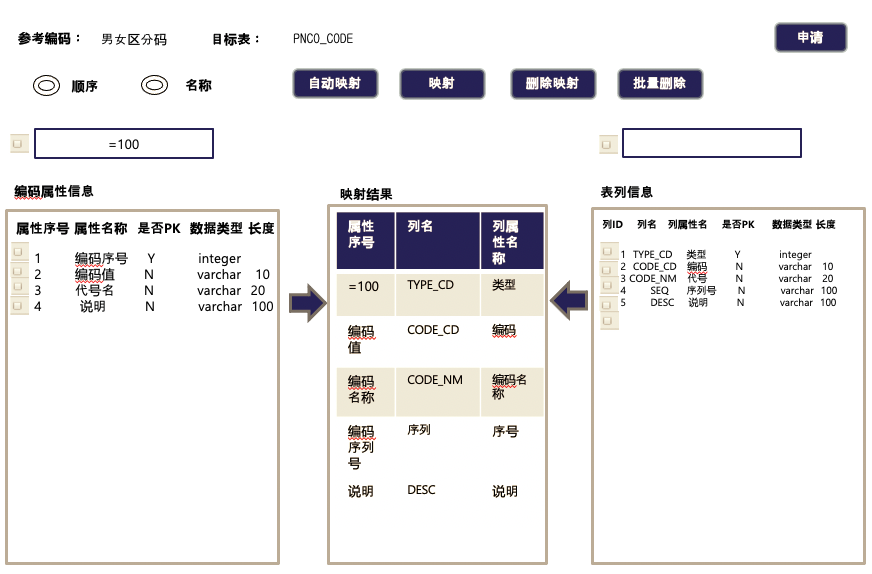 参考编码： 男女区分码 目标表： PNCO_CODE 申请
顺序 名称 自动映射 映射 删除映射 批量删除
=100
编码属性信息 映射结果 表列信息
属性序号 属性名称 是否PK 数据类型 长度
1 编码序号 Y integer
2 编码值 N varchar 10
3 代号名 N varchar 20
4 说明 N varchar 100
属性
序号
列名
列属
性名
称
=100 TYPE_CD 类型
编码
值
CODE_CD 编码
编码
名称
CODE_NM 编码名
称
编码
序列
号
序列 序号
说明 DESC 说明
列ID 列名 列属性名 是否PK 数据类型 长度
1 TYPE_CD 类型 Y integer
2 CODE_CD 编码 N varchar 10
3 CODE_NM 代号 N varchar 20
4 SEQ 序列号 N varchar 100
5 DESC 说明 N varchar 100